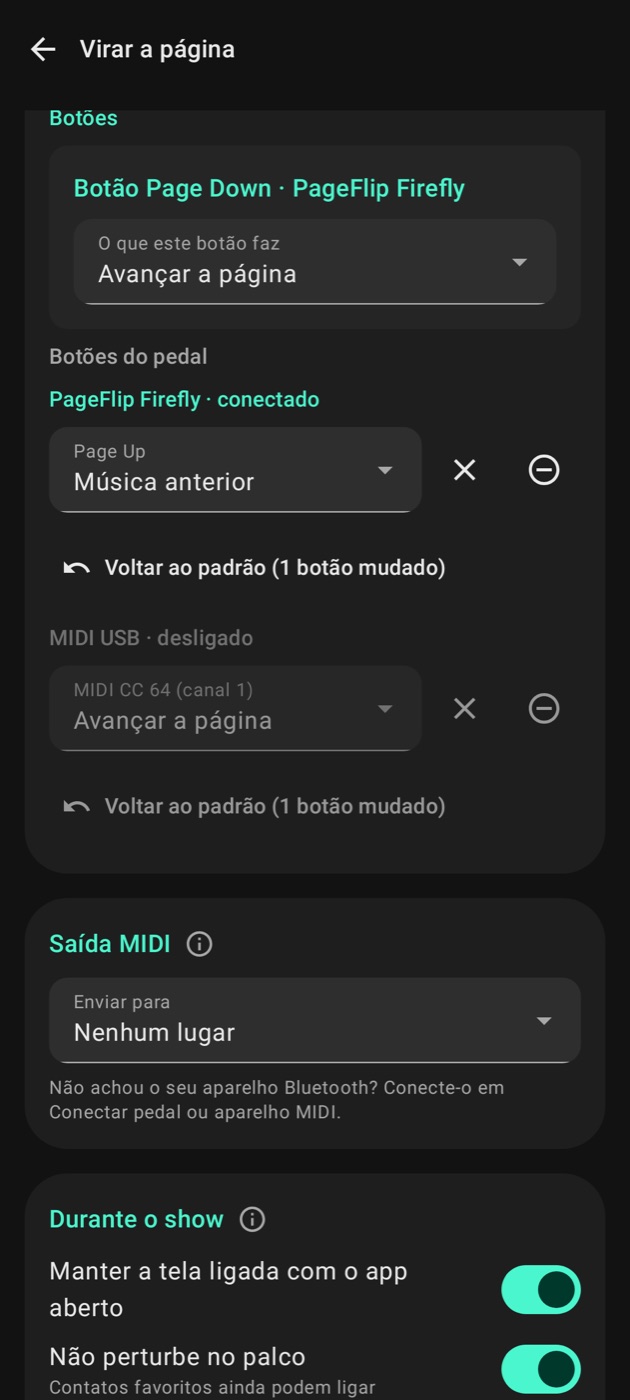 Virar a página
Botões
Botão Page Down · PageFlip Firefly
O que este botão faz
Avançar a página
Botões do pedal
PageFlip Firefly · conectado
Page Up
Música anterior
Voltar ao padrão (1 botão mudado)
MIDI USB · desligado
MIDI CC 64 (canal 1)
Avançar a página
Voltar ao padrão (1 botão mudado)
Saída MIDI
Enviar para
Nenhum lugar
Não achou o seu aparelho Bluetooth? Conecte-o em
Conectar pedal ou aparelho MIDI.
Durante o show
Manter a tela ligada com o app
aberto
Não perturbe no palco
Contatos favoritos ainda podem ligar